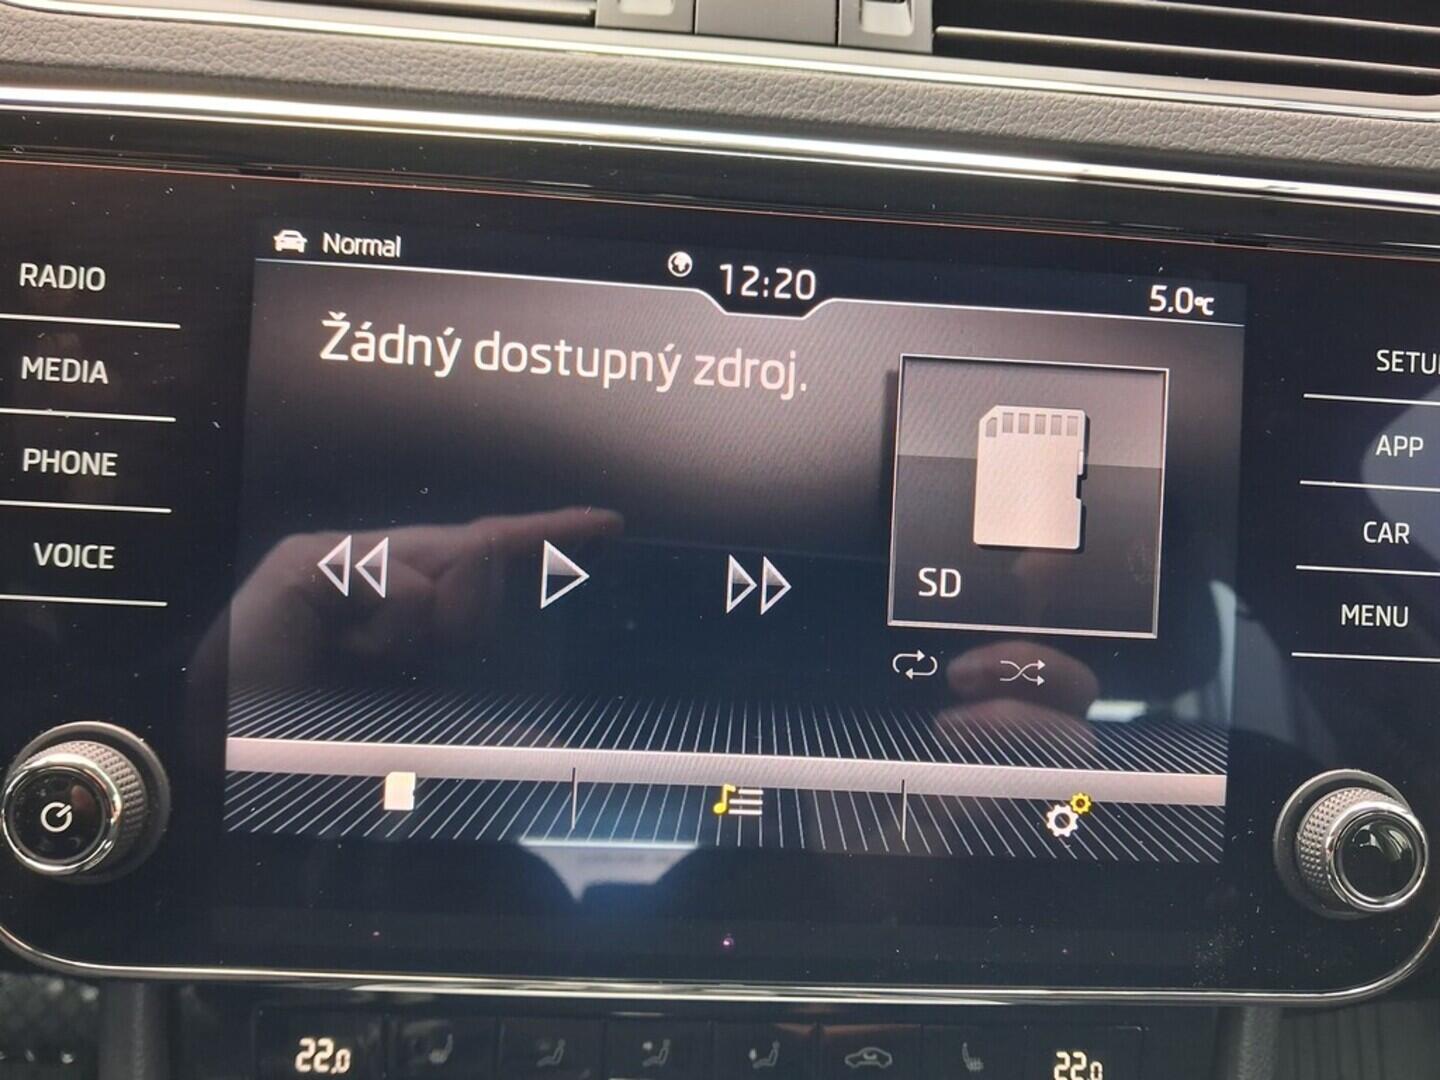 Normal
12:20
5.0°C
RADIO
MEDIA
PHONE
VOICE
Žádný dostupný zdroj.
SD
SETU
APP
CAR
MENU
22.0
22.0